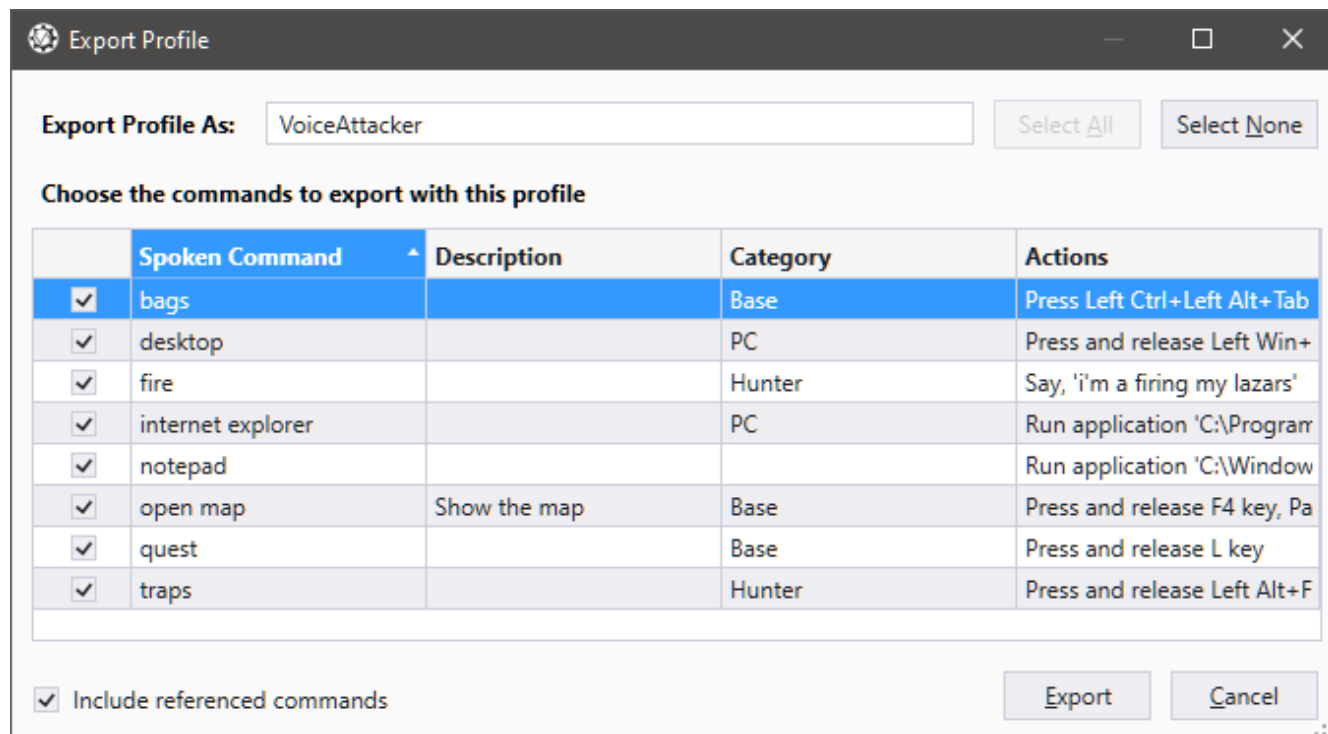 Export Profile
Export Profile As: VoiceAttacker Select All Select None
Choose the commands to export with this profile
Spoken Command Description Category Actions
bags Base Press Left Ctrl+Left Alt+Tab
desktop PC Press and release Left Win+
fire Hunter Say, 'i'm a firing my lazars'
internet explorer PC Run application 'C:\Program
notepad Run application 'C:\Window
open map Show the map Base Press and release F4 key, Pa
quest Base Press and release L key
traps Hunter Press and release Left Alt+F
Include referenced commands Export Cancel